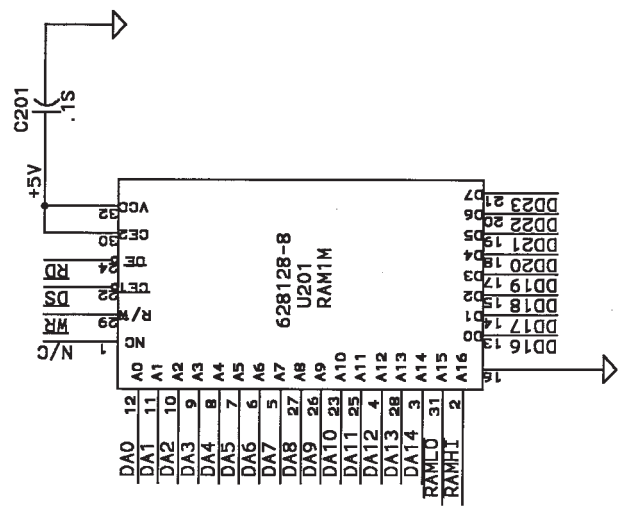 C201
.1S
+5V
VCC 32
CE2 30
OE 24
RD
CE1 22
DS
R/W 29
WR
NC 1
N/C
628128-8
U201
RAM1M
D7 21 DD23
D6 20 DD22
D5 19 DD21
D4 18 DD20
D3 17 DD19
D2 15 DD18
D1 14 DD17
D0 13 DD16
16
A0 12 DA0
A1 11 DA1
A2 10 DA2
A3 9 DA3
A4 8 DA4
A5 7 DA5
A6 6 DA6
A7 5 DA7
A8 27 DA8
A9 26 DA9
A10 23 DA10
A11 25 DA11
A12 4 DA12
A13 28 DA13
A14 3 DA14
A15 31 RAMLO
A16 2 RAMHI